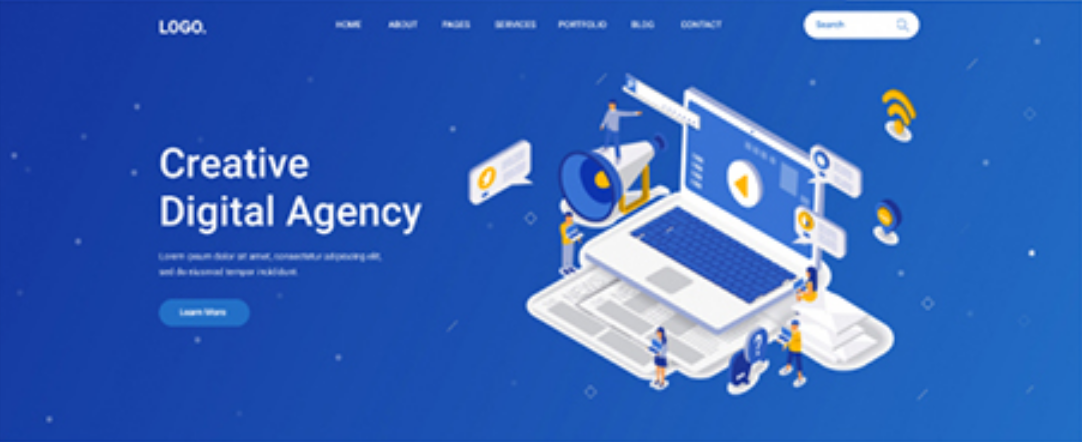 LOGO.
HOME ABOUT PAGES SERVICES PORTFOLIO BLOG CONTACT
Search
Creative
Digital Agency
Lorem ipsum dolor sit amet, consectetur adipiscing elit,
sed do eiusmod tempor incididunt.
Learn More